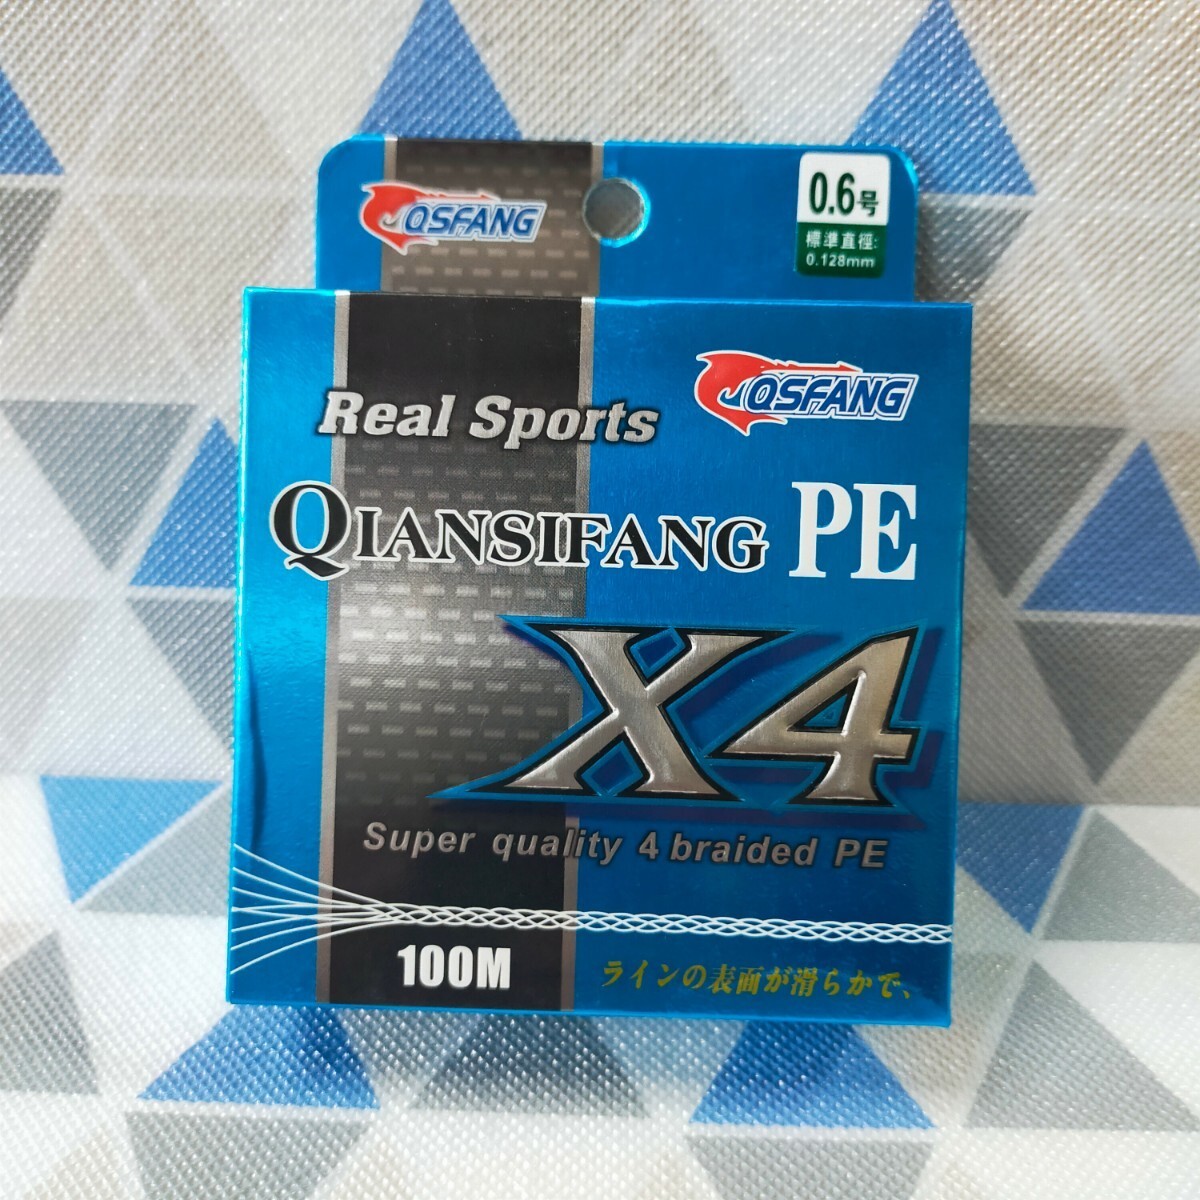 QSFANG
0.6号
標準直徑:
0.128mm
QSFANG
Real Sports
QIANSIFANG PE
X4
Super quality 4 braided PE
100M
ラインの表面が滑らかで、